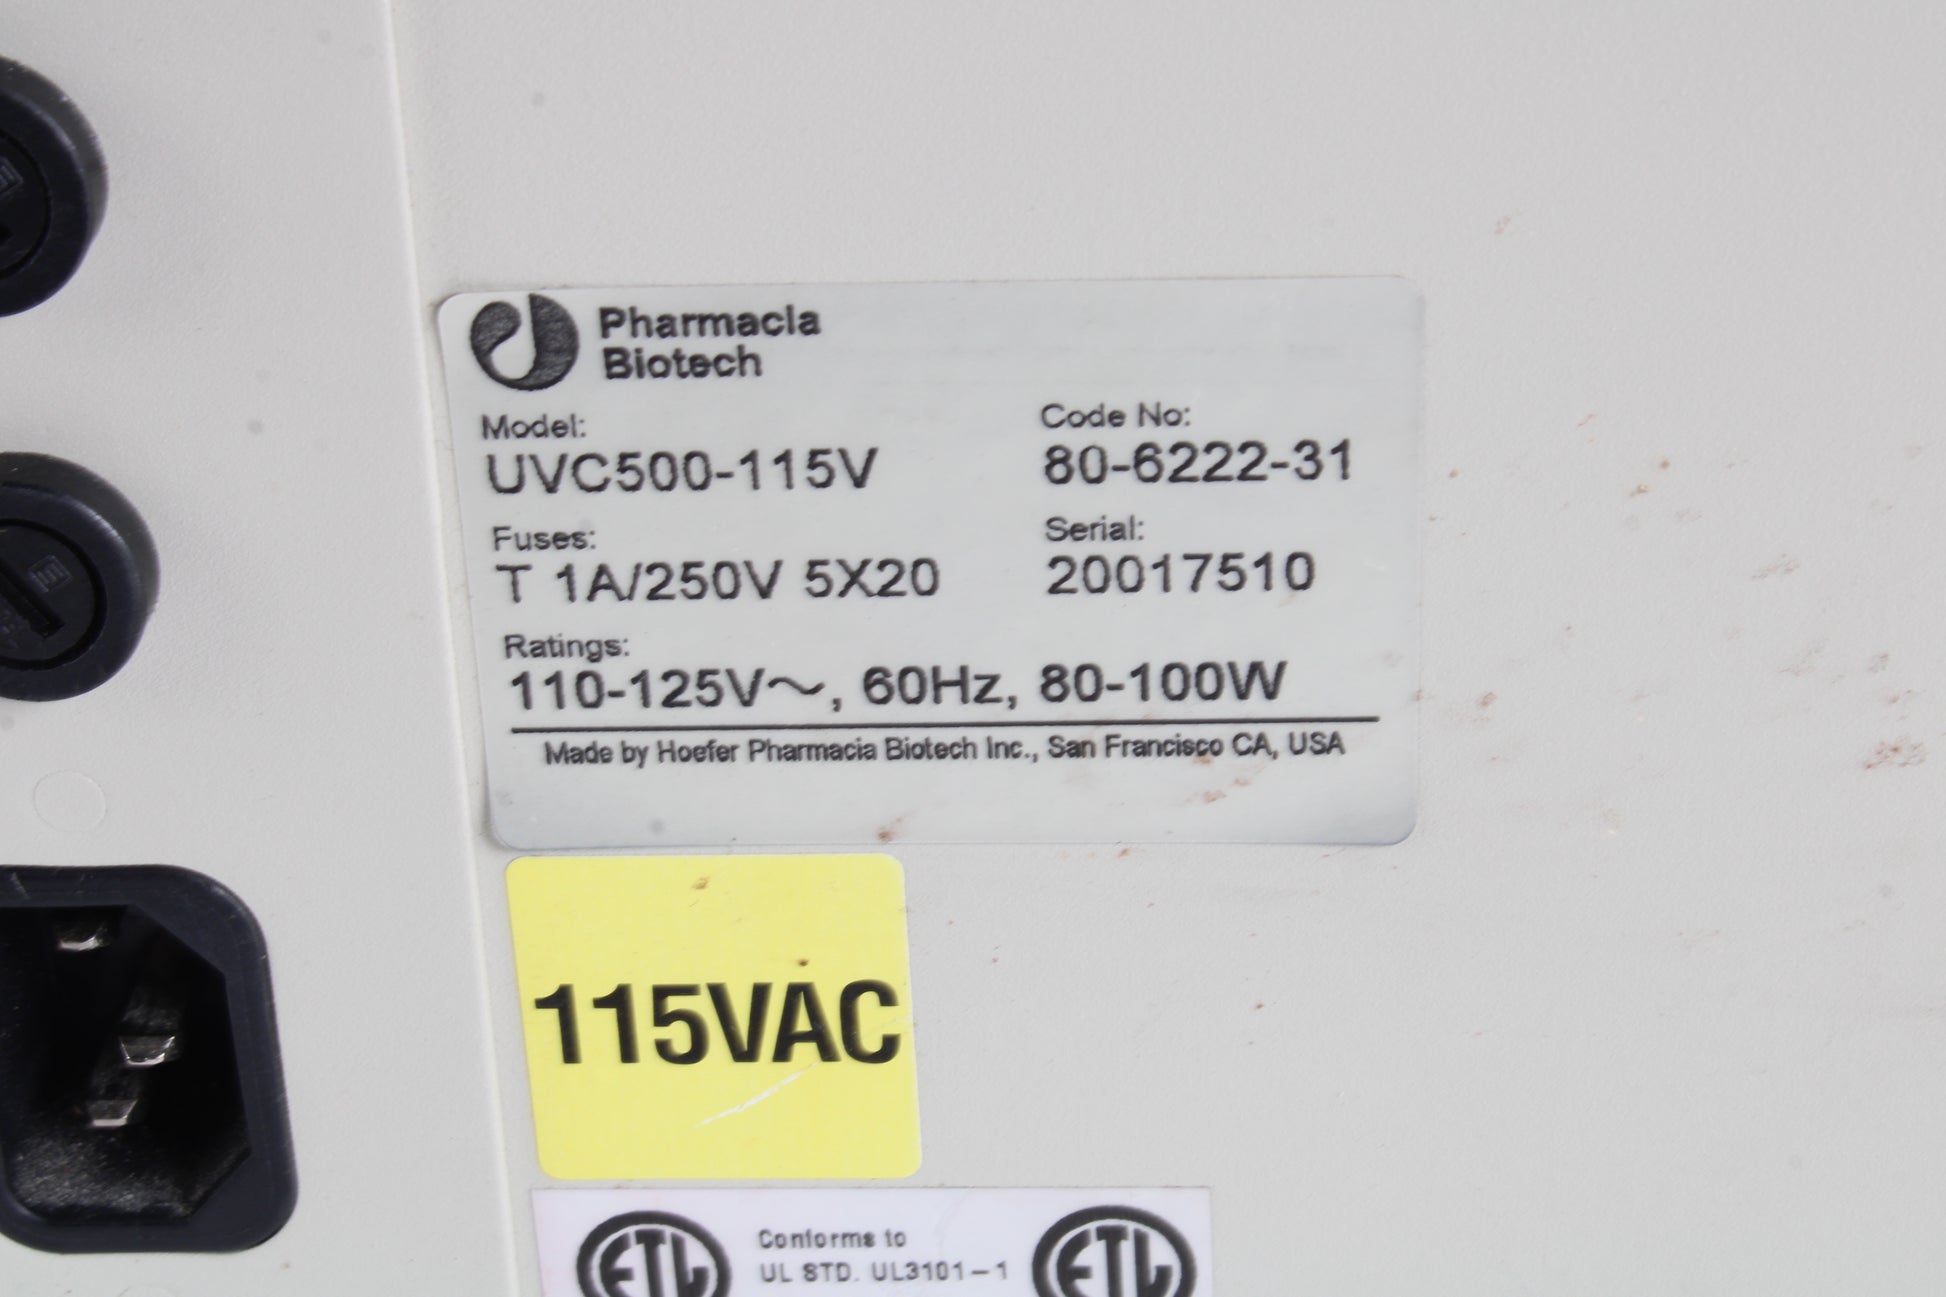 Pharmacia
Biotech
Model:
UVC500-115V
Code No:
80-6222-31
Fuses:
T 1A/250V 5X20
Serial:
20017510
Ratings:
110-125V~, 60Hz, 80-100W
Made by Hoefer Pharmacia Biotech Inc., San Francisco CA, USA
115VAC
ETL
Conforms to
UL STD. UL3101-1
ETL